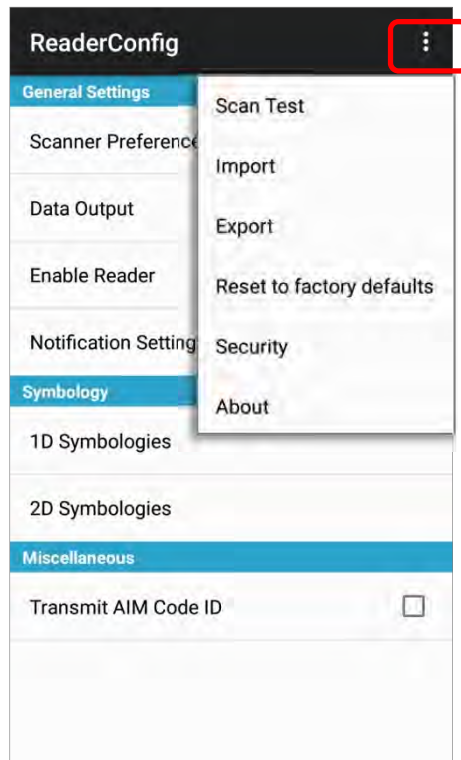 ReaderConfig
General Settings
Scanner Preference
Data Output
Enable Reader
Notification Setting
Symbology
1D Symbologies
2D Symbologies
Miscellaneous
Transmit AIM Code ID
Scan Test
Import
Export
Reset to factory defaults
Security
About